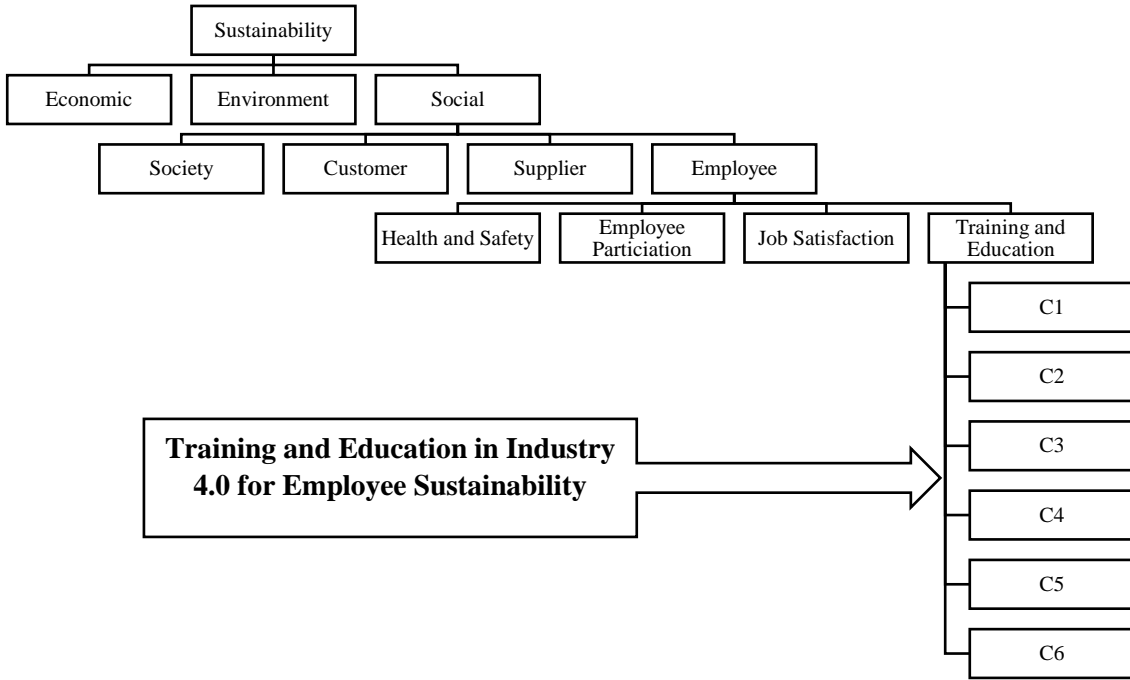 Sustainability
Economic
Environment
Social
Society
Customer
Supplier
Employee
Health and Safety
Employee
Particiation
Job Satisfaction
Training and
Education
C1
C2
C3
C4
C5
C6
Training and Education in Industry
4.0 for Employee Sustainability